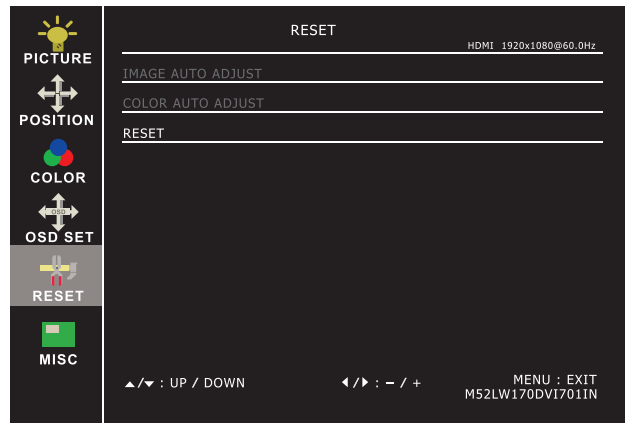 RESET
HDMI 1920x1080@60.0Hz
PICTURE
IMAGE AUTO ADJUST
COLOR AUTO ADJUST
POSITION
RESET
COLOR
OSD
OSD SET
RESET
MISC
▲/▼ : UP / DOWN
◀/▶ : – / +
MENU : EXIT
M52LW170DVI701IN